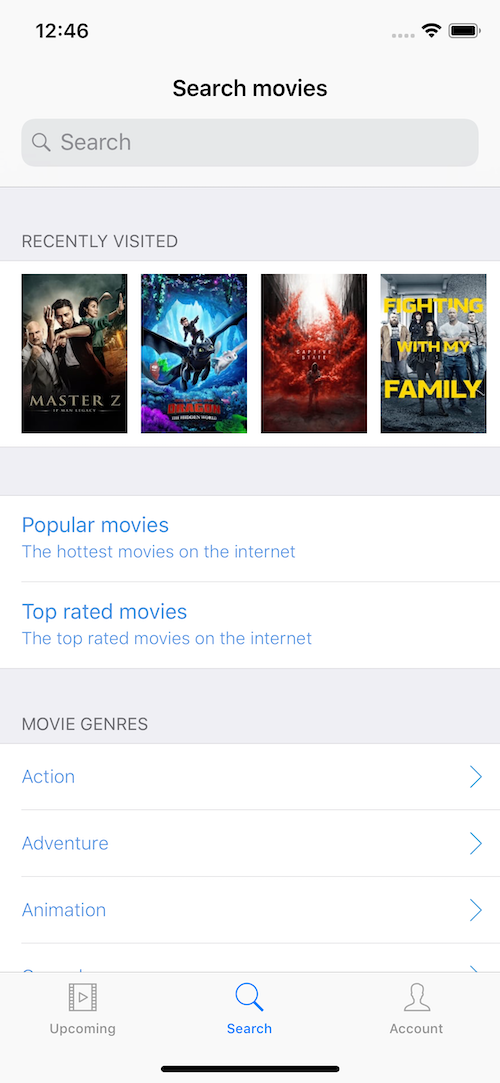 12:46
Search movies
Search
RECENTLY VISITED
MASTER Z
IP MAN LEGACY
THE HIDDEN WORLD
CAPTIVE
STATE
FIGHTING
WITH MY
FAMILY
Popular movies
The hottest movies on the internet
Top rated movies
The top rated movies on the internet
MOVIE GENRES
Action
Adventure
Animation
Upcoming
Search
Account